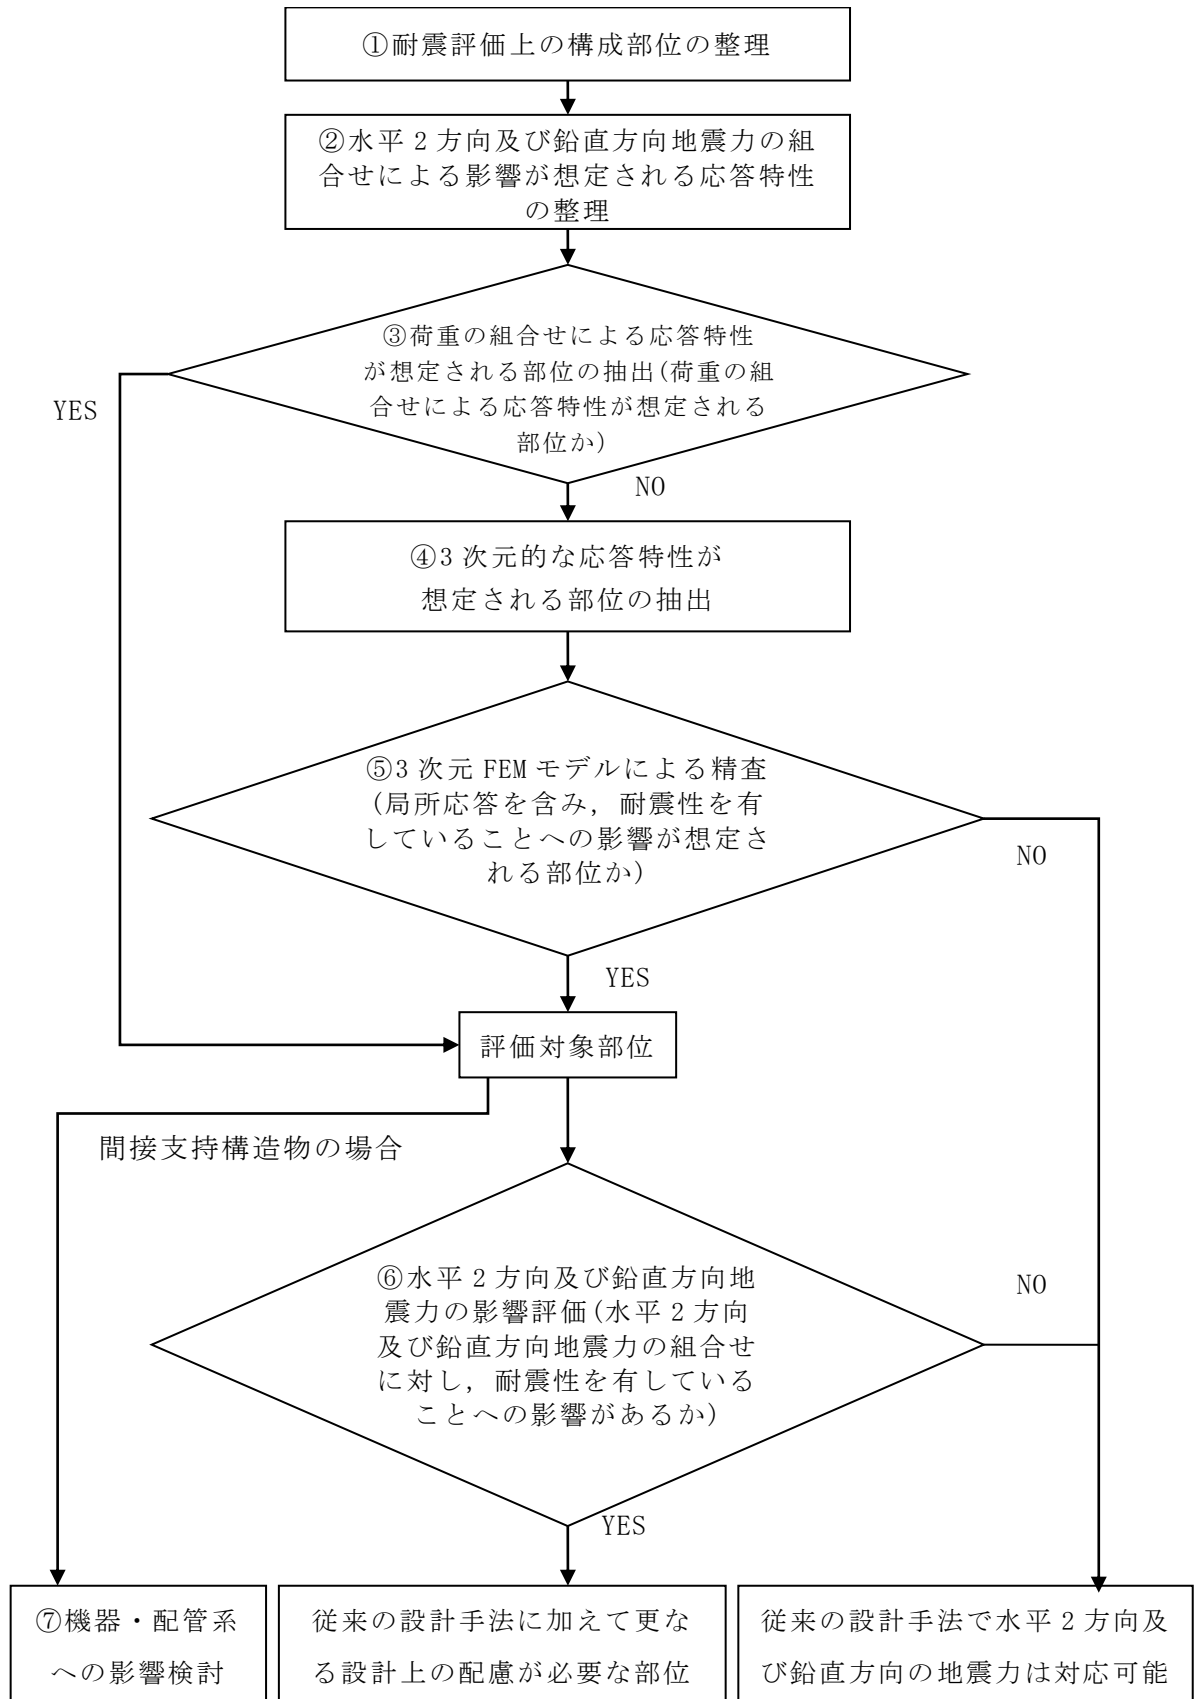 ①耐震評価上の構成部位の整理
②水平２方向及び鉛直方向地震力の組
合せによる影響が想定される応答特性
の整理
③荷重の組合せによる応答特性
が想定される部位の抽出(荷重の組
合せによる応答特性が想定される
部位か)
YES
NO
④3 次元的な応答特性が
想定される部位の抽出
⑤3 次元 FEM モデルによる精査
(局所応答を含み，耐震性を有
していることへの影響が想定さ
れる部位か)
NO
YES
評価対象部位
間接支持構造物の場合
⑥水平２方向及び鉛直方向地
震力の影響評価(水平２方向
及び鉛直方向地震力の組合せ
に対し，耐震性を有している
ことへの影響があるか)
NO
YES
⑦機器・配管系
への影響検討
従来の設計手法に加えて更な
る設計上の配慮が必要な部位
従来の設計手法で水平２方向及
び鉛直方向の地震力は対応可能